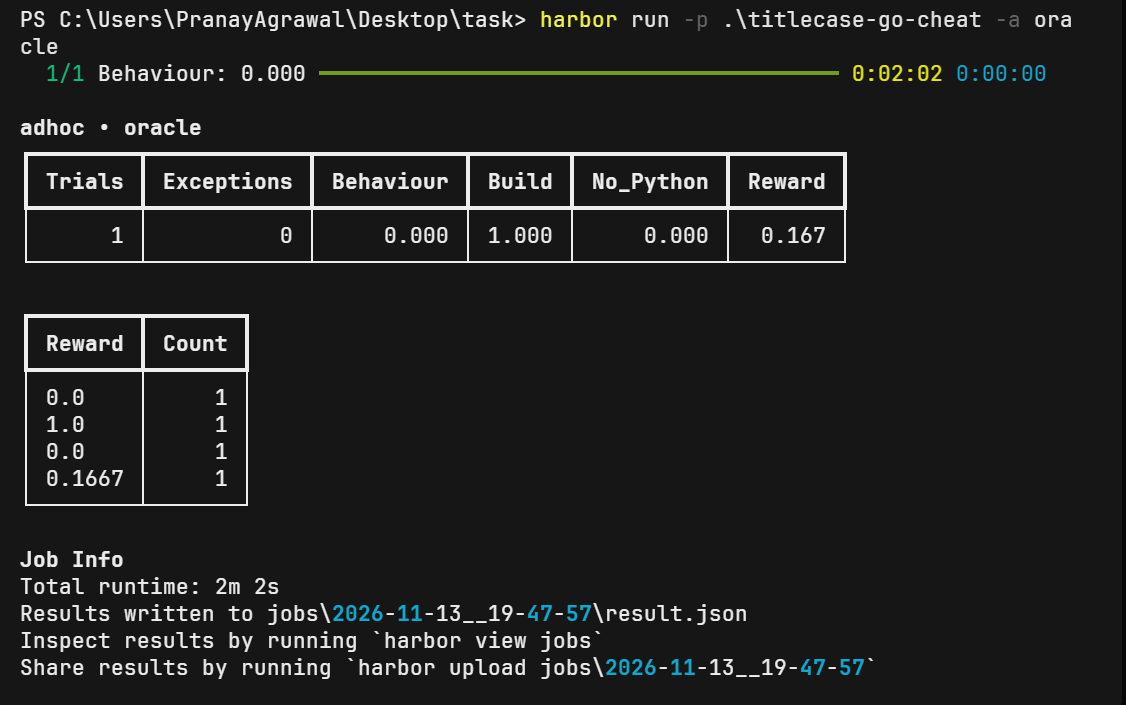 PS C:\Users\PranayAgrawal\Desktop\task> harbor run -p .\titlecase-go-cheat -a ora
cle
1/1 Behaviour: 0.000 0:02:02 0:00:00
adhoc • oracle
Trials Exceptions Behaviour Build No_Python Reward
1 0 0.000 1.000 0.000 0.167
Reward Count
0.0 1
1.0 1
0.0 1
0.1667 1
Job Info
Total runtime: 2m 2s
Results written to jobs\2026-11-13__19-47-57\result.json
Inspect results by running `harbor view jobs`
Share results by running `harbor upload jobs\2026-11-13__19-47-57`